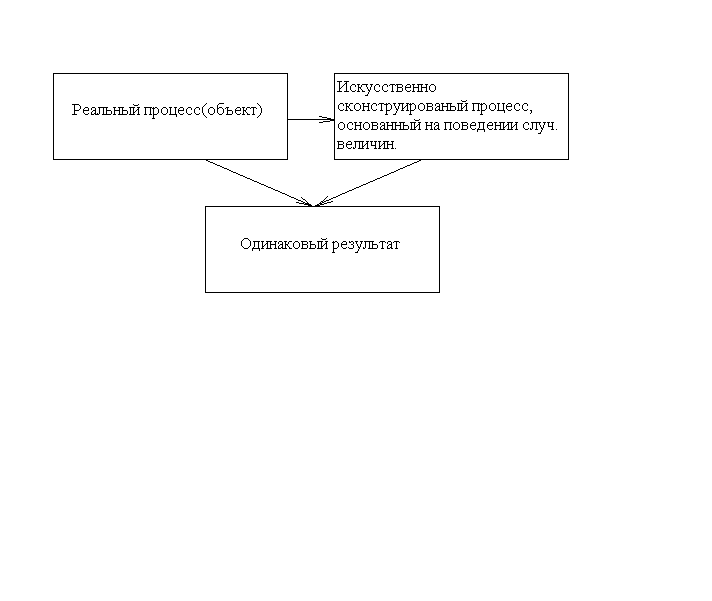 Реальный процесс(объект)
Искусственно
сконструированый процесс,
основанный на поведении случ.
величин.
Одинаковый результат